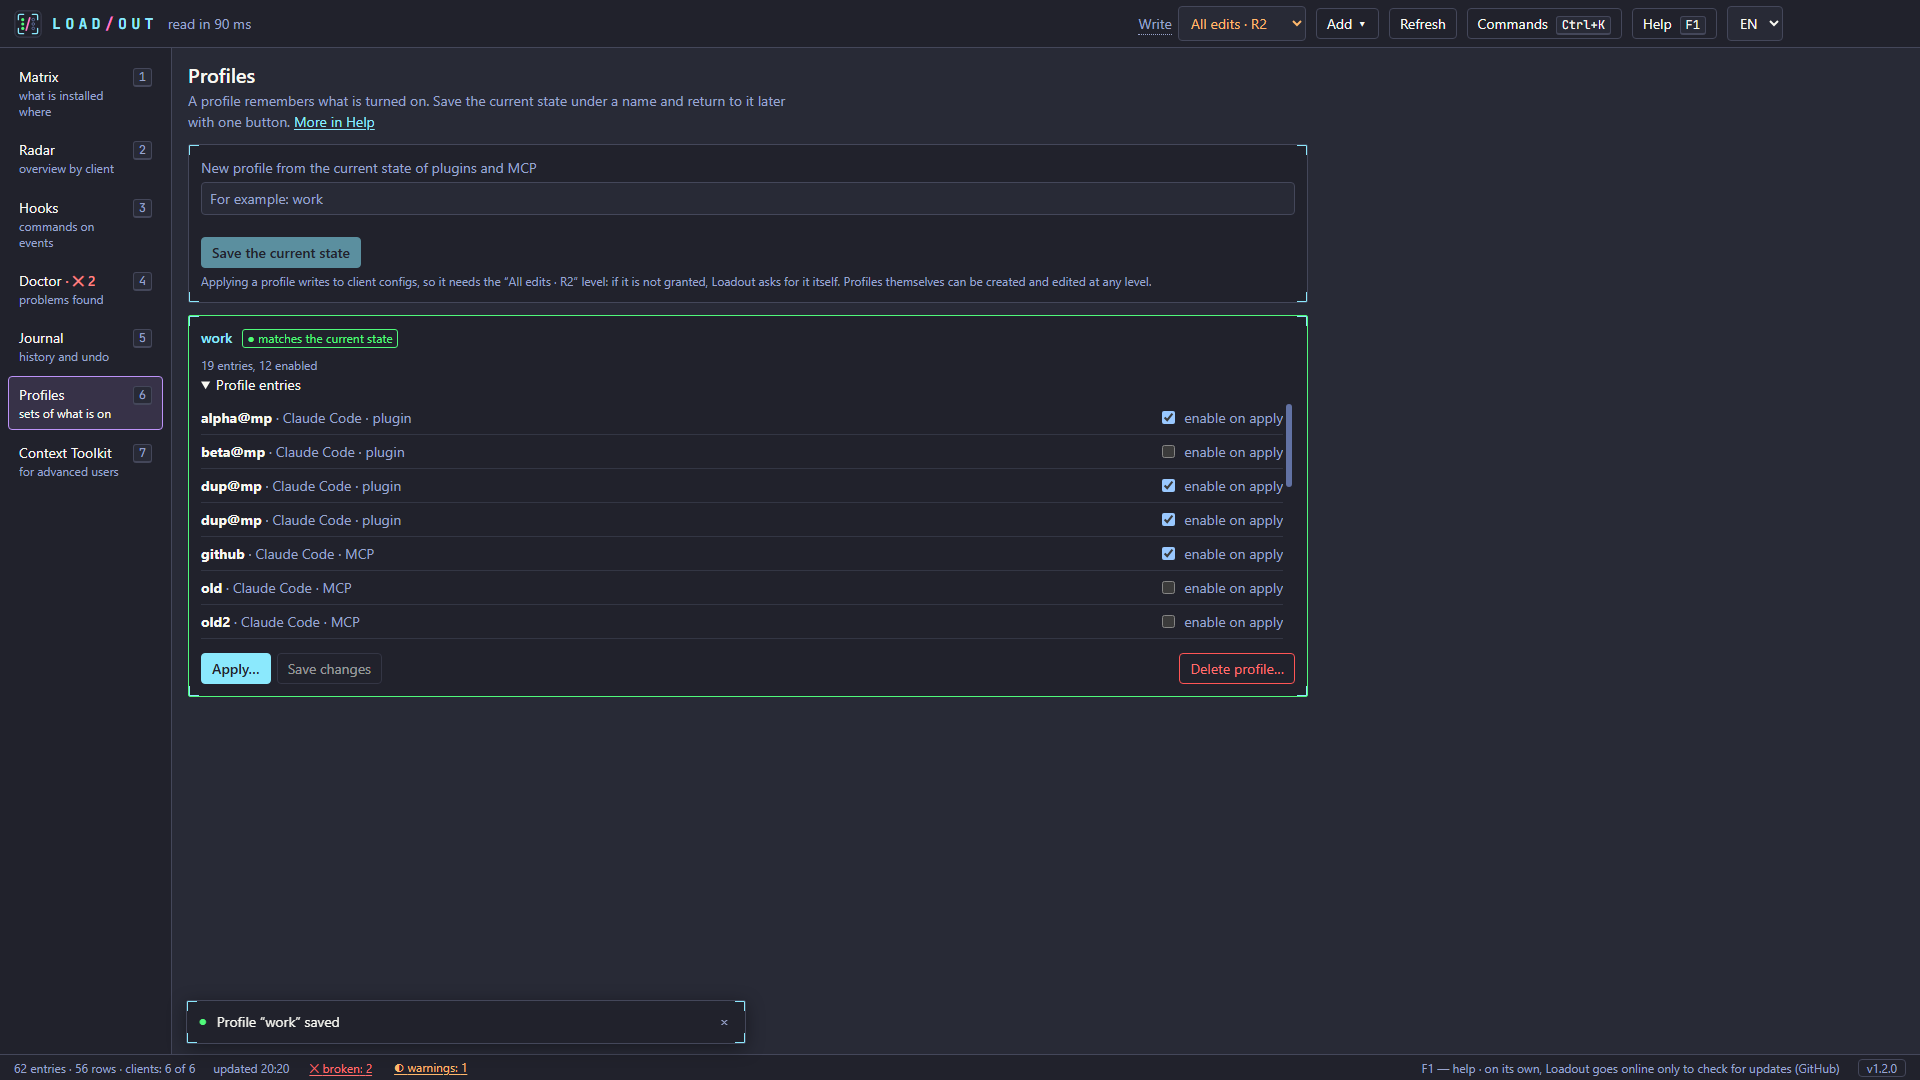 LOAD/OUT read in 90 ms Write All edits · R2 Add ▾ Refresh Commands Ctrl+K Help F1 EN
Matrix 1
what is installed
where
Radar 2
overview by client
Hooks 3
commands on
events
Doctor · ✕ 2 4
problems found
Journal 5
history and undo
Profiles 6
sets of what is on
Context Toolkit 7
for advanced users
Profiles
A profile remembers what is turned on. Save the current state under a name and return to it later
with one button. More in Help
New profile from the current state of plugins and MCP
For example: work
Save the current state
Applying a profile writes to client configs, so it needs the “All edits · R2” level: if it is not granted, Loadout asks for it itself. Profiles themselves can be created and edited at any level.
work ● matches the current state
19 entries, 12 enabled
▼ Profile entries
alpha@mp · Claude Code · plugin enable on apply
beta@mp · Claude Code · plugin enable on apply
dup@mp · Claude Code · plugin enable on apply
dup@mp · Claude Code · plugin enable on apply
github · Claude Code · MCP enable on apply
old · Claude Code · MCP enable on apply
old2 · Claude Code · MCP enable on apply
Apply... Save changes Delete profile...
● Profile “work” saved ×
62 entries · 56 rows · clients: 6 of 6 updated 20:20 ✕ broken: 2 ◐ warnings: 1 F1 — help · on its own, Loadout goes online only to check for updates (GitHub) v1.2.0